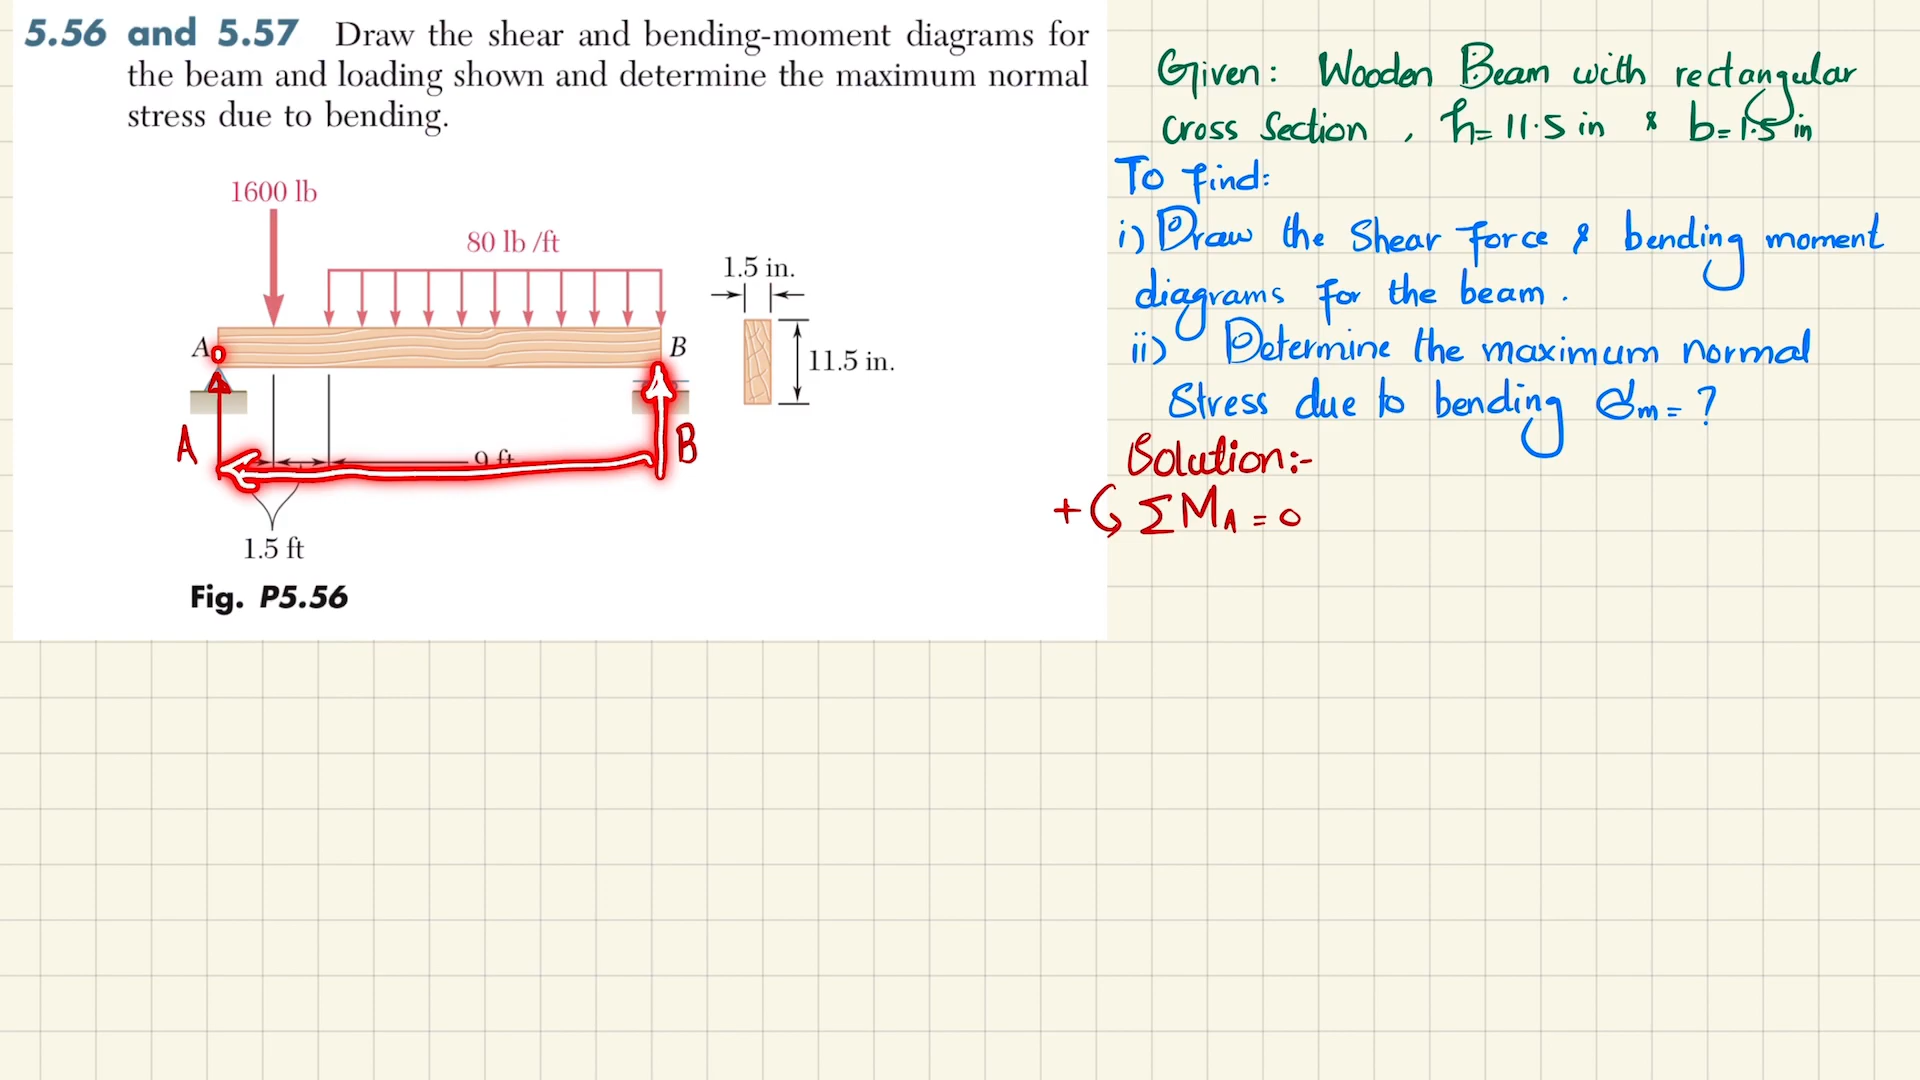 5.56 and 5.57 Draw the shear and bending-moment diagrams for
the beam and loading shown and determine the maximum normal
stress due to bending.
1600 lb
80 lb/ft
1.5 in.
A
B
11.5 in.
A
B
9 ft
1.5 ft
Fig. P5.56
Given: Wooden Beam with rectangular
cross section, h= 11.5 in & b= 1.5 in
To find:
i) Draw the Shear force & bending moment
diagrams for the beam.
ii) Determine the maximum normal
Stress due to bending σm= ?
Solution:-
+ ΣMA = 0